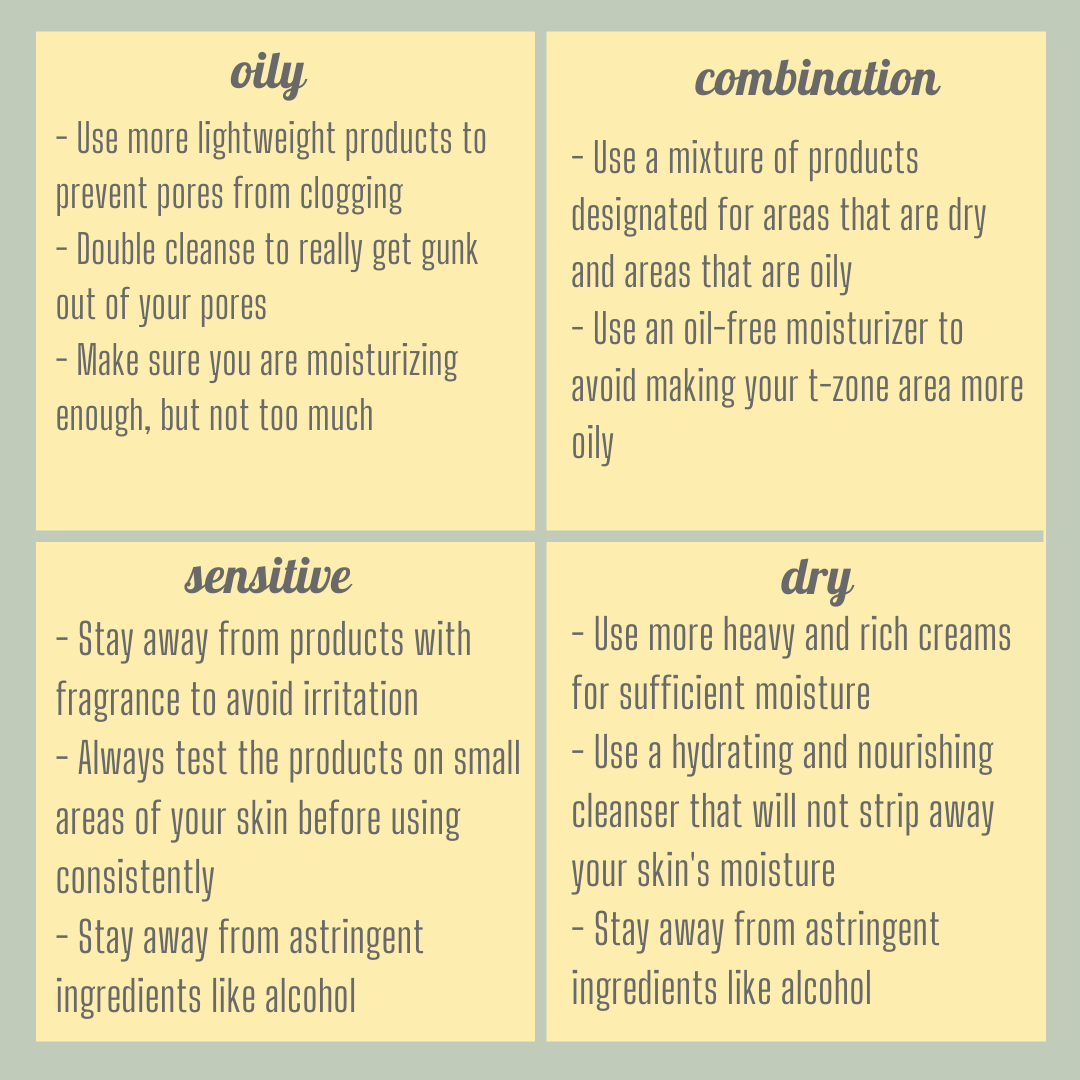 oily
- Use more lightweight products to
prevent pores from clogging
- Double cleanse to really get gunk
out of your pores
- Make sure you are moisturizing
enough, but not too much
combination
- Use a mixture of products
designated for areas that are dry
and areas that are oily
- Use an oil-free moisturizer to
avoid making your t-zone area more
oily
sensitive
- Stay away from products with
fragrance to avoid irritation
- Always test the products on small
areas of your skin before using
consistently
- Stay away from astringent
ingredients like alcohol
dry
- Use more heavy and rich creams
for sufficient moisture
- Use a hydrating and nourishing
cleanser that will not strip away
your skin's moisture
- Stay away from astringent
ingredients like alcohol